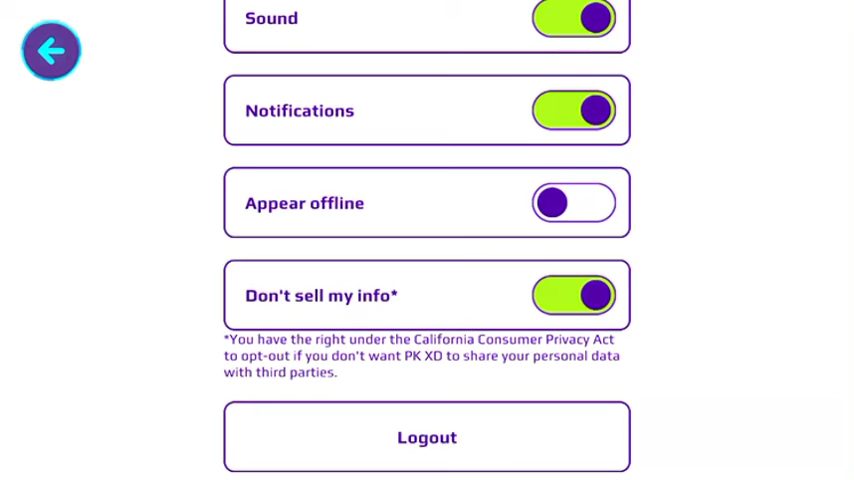 Sound
Notifications
Appear offline
Don't sell my info*
*You have the right under the California Consumer Privacy Act
to opt-out if you don't want PK XD to share your personal data
with third parties.
Logout